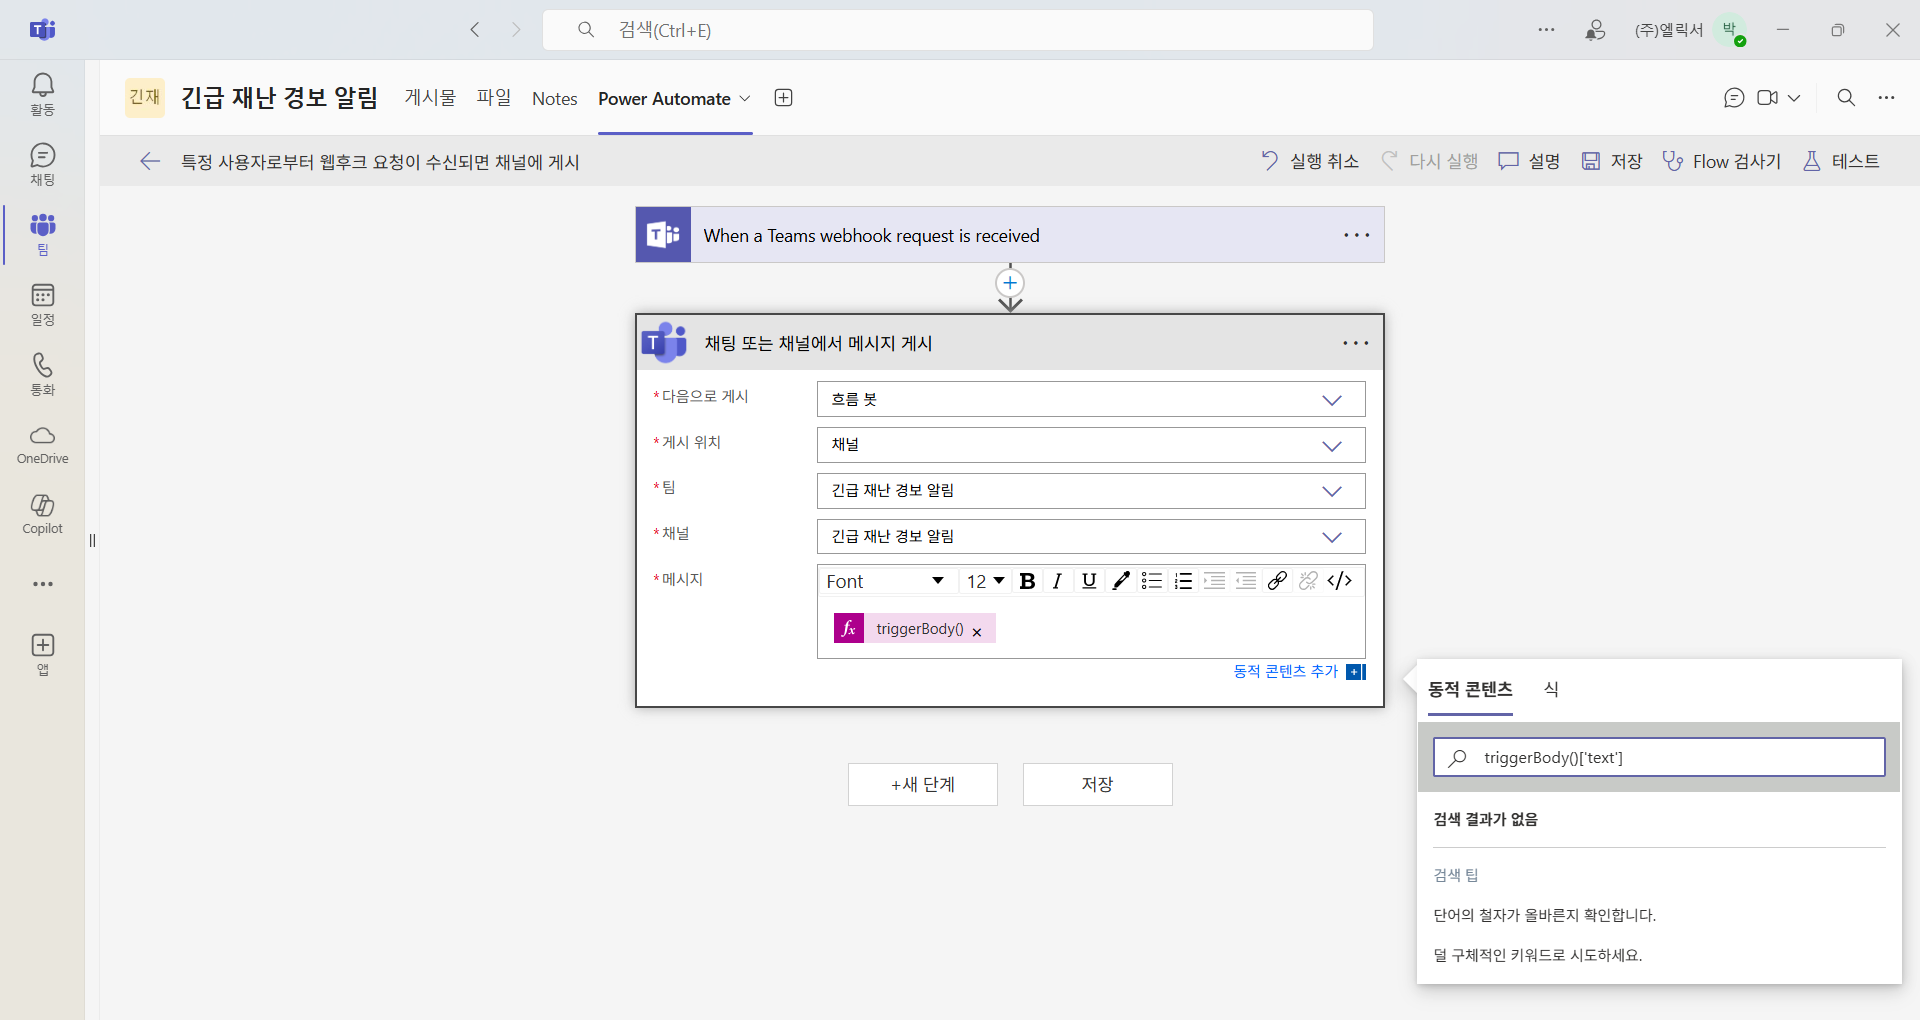 검색(Ctrl+E)
(주)엘릭서
박
활동
채팅
팀
일정
통화
OneDrive
Copilot
앱
긴재
긴급 재난 경보 알림
게시물
파일
Notes
Power Automate
특정 사용자로부터 웹후크 요청이 수신되면 채널에 게시
실행 취소
다시 실행
설명
저장
Flow 검사기
테스트
When a Teams webhook request is received
채팅 또는 채널에서 메시지 게시
*다음으로 게시
흐름 봇
*게시 위치
채널
*팀
긴급 재난 경보 알림
*채널
긴급 재난 경보 알림
*메시지
Font
12
B I U
fx triggerBody() ×
동적 콘텐츠 추가
+새 단계
저장
동적 콘텐츠
식
triggerBody()['text']
검색 결과가 없음
검색 팁
단어의 철자가 올바른지 확인합니다.
덜 구체적인 키워드로 시도하세요.